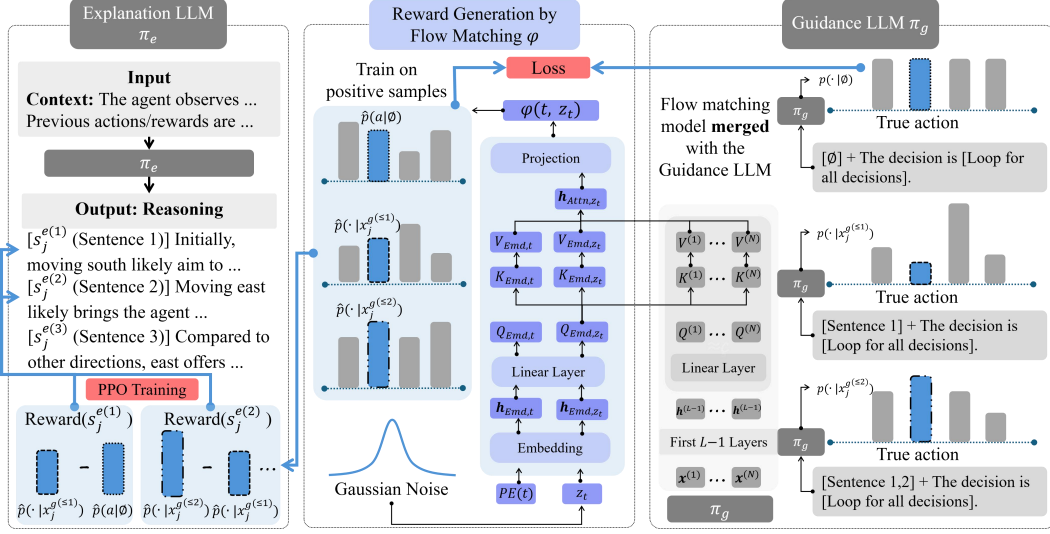 Explanation LLM
π_e
Input
Context: The agent observes ...
Previous actions/rewards are ...
π_e
Output: Reasoning
[s_j^{e(1)} (Sentence 1)] Initially,
moving south likely aim to ...
[s_j^{e(2)} (Sentence 2)] Moving east
likely brings the agent ...
[s_j^{e(3)} (Sentence 3)] Compared to
other directions, east offers ...
PPO Training
Reward(s_j^{e(1)})
Reward(s_j^{e(2)})
– – ...
p̂(·|x_j^{g(≤1)}) p̂(a|∅)
p̂(·|x_j^{g(≤2)}) p̂(·|x_j^{g(≤1)})
Reward Generation by
Flow Matching φ
Train on
positive samples
Loss
p̂(a|∅)
p̂(·|x_j^{g(≤1)})
p̂(·|x_j^{g(≤2)})
Gaussian Noise
φ(t, z_t)
Projection
h_{Attn,z_t}
V_{Emd,t} V_{Emd,z_t}
K_{Emd,t} K_{Emd,z_t}
Q_{Emd,t} Q_{Emd,z_t}
Linear Layer
h_{Emd,t} h_{Emd,z_t}
Embedding
PE(t) z_t
Guidance LLM π_g
Flow matching
model merged
with the
Guidance LLM
V^{(1)} ... V^{(N)}
K^{(1)} ... K^{(N)}
Q^{(1)} ... Q^{(N)}
Linear Layer
h^{(L-1)} ... h^{(L-1)}
First L−1 Layers
x^{(1)} ... x^{(N)}
π_g
p(·|∅)
π_g
True action
[∅] + The decision is [Loop for
all decisions].
p(·|x_j^{g(≤1)})
π_g
True action
[Sentence 1] + The decision is
[Loop for all decisions].
p(·|x_j^{g(≤2)})
π_g
True action
[Sentence 1,2] + The decision is
[Loop for all decisions].